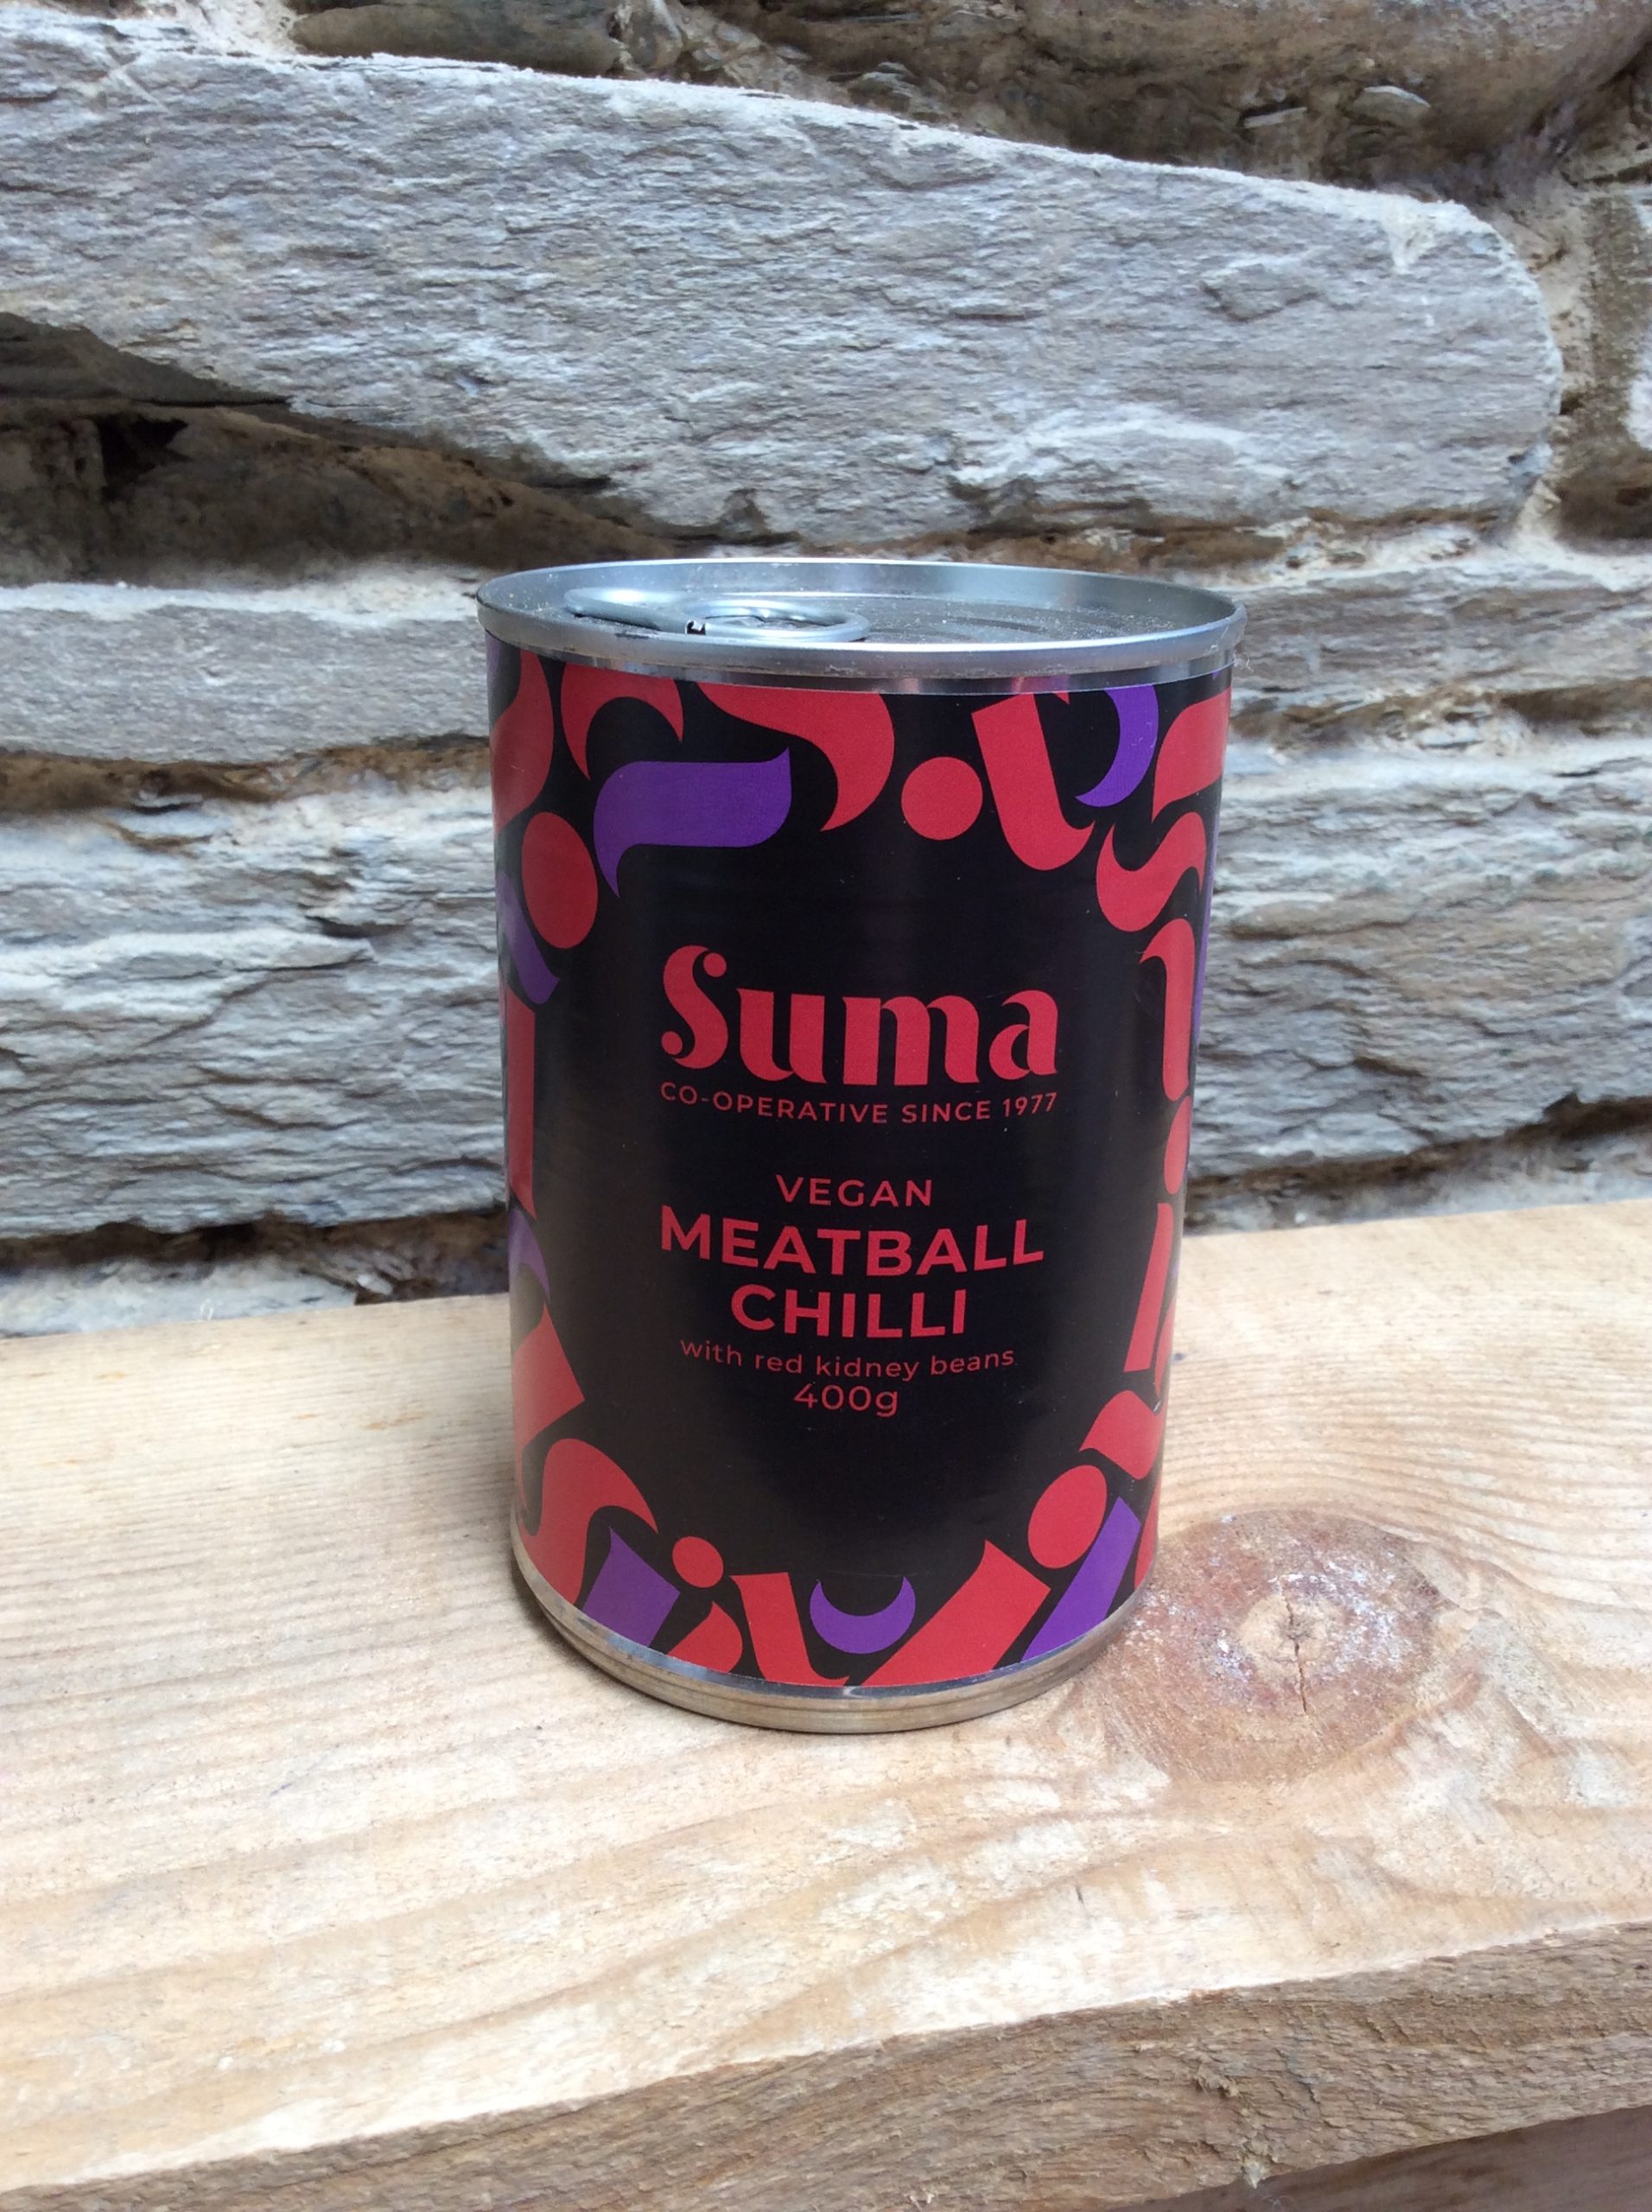 Suma
CO-OPERATIVE SINCE 1977
VEGAN
MEATBALL
CHILLI
with red kidney beans
400g